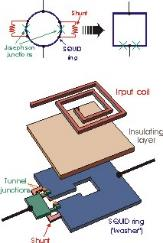 Shunt
Josephson
junctions
SQUID
ring
Input coil
Insulating
layer
Tunnel
junctions
SQUID ring
("washer")
Shunt